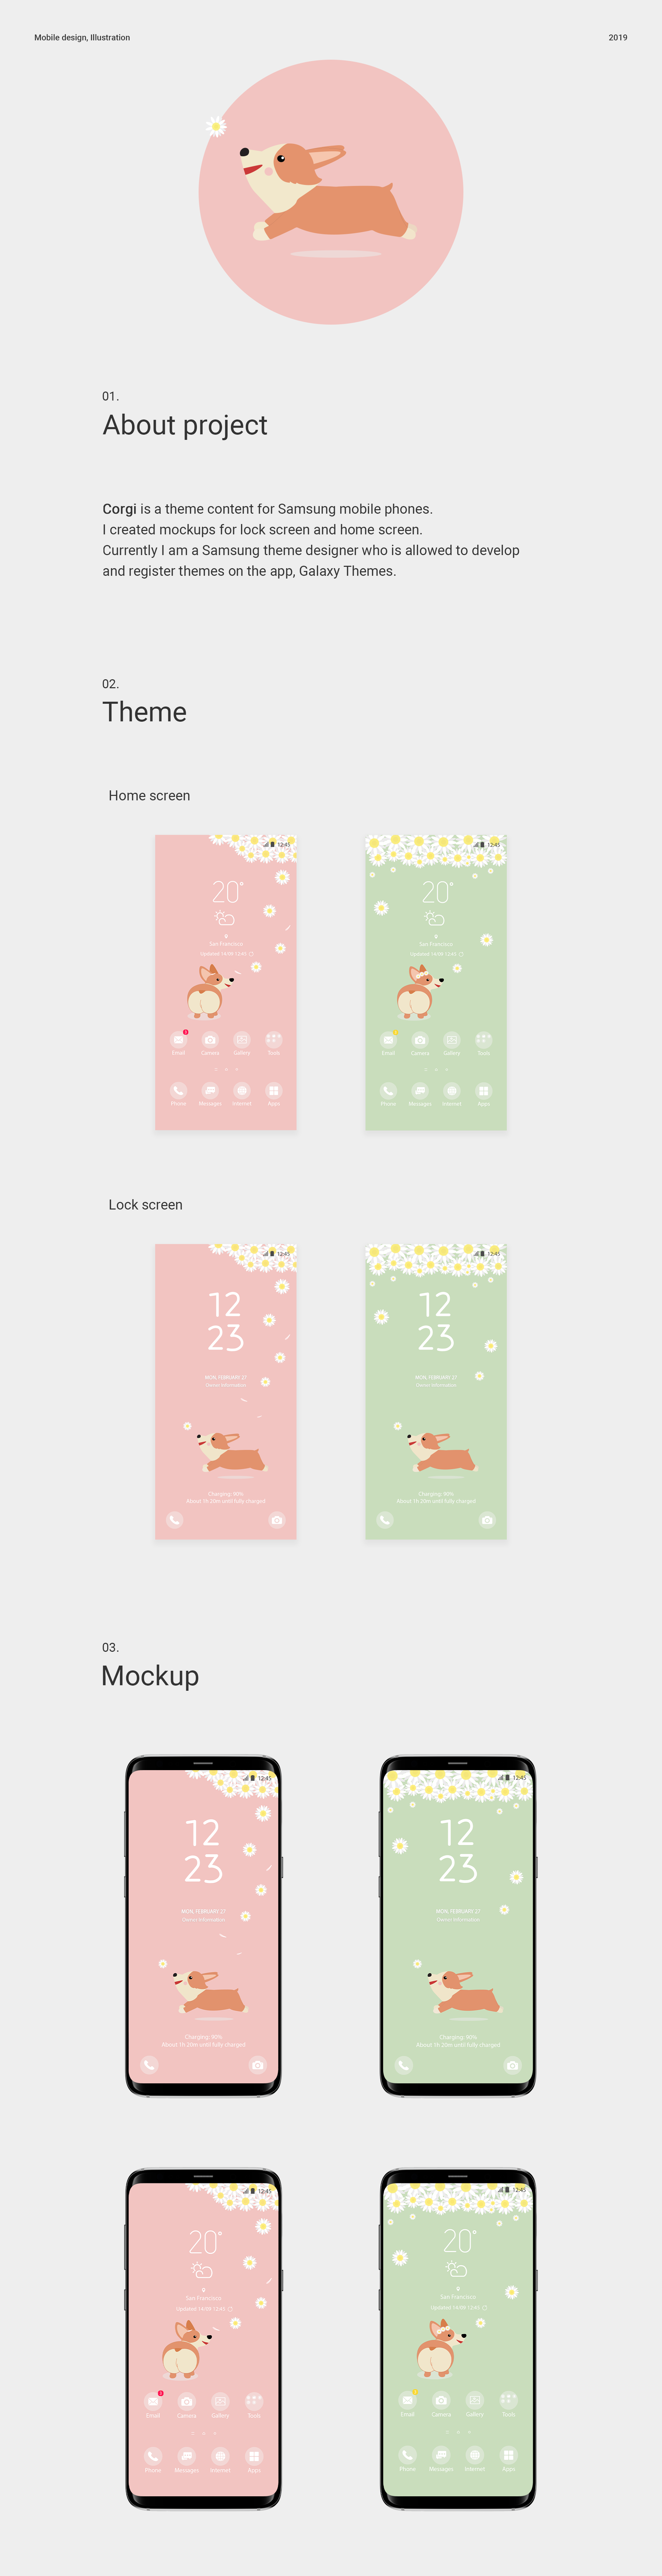 Mobile design, Illustration
2019
01.
About project
Corgi is a theme content for Samsung mobile phones.
I created mockups for lock screen and home screen.
Currently I am a Samsung theme designer who is allowed to develop
and register themes on the app, Galaxy Themes.
02.
Theme
Home screen
12:45
20°
San Francisco
Updated 14/09 12:45
Email Camera Gallery Tools
Phone Messages Internet Apps
12:45
20°
San Francisco
Updated 14/09 12:45
Email Camera Gallery Tools
Phone Messages Internet Apps
Lock screen
12:45
12
23
MON, FEBRUARY 27
Owner information
Charging: 90%
About 1h 20m until fully charged
12:45
12
23
MON, FEBRUARY 27
Owner information
Charging: 90%
About 1h 20m until fully charged
03.
Mockup
12:45
12
23
MON, FEBRUARY 27
Owner information
Charging: 90%
About 1h 20m until fully charged
12:45
12
23
MON, FEBRUARY 27
Owner information
Charging: 90%
About 1h 20m until fully charged
12:45
20°
San Francisco
Updated 14/09 12:45
Email Camera Gallery Tools
Phone Messages Internet Apps
12:45
20°
San Francisco
Updated 14/09 12:45
Email Camera Gallery Tools
Phone Messages Internet Apps